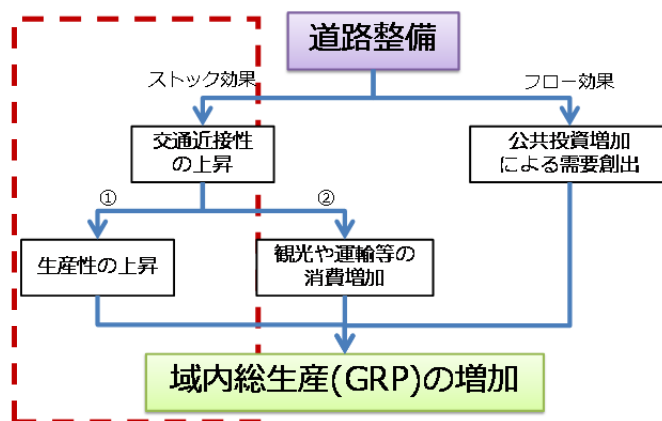 道路整備
ストック効果
フロー効果
交通近接性
の上昇
公共投資増加
による需要創出
①
②
生産性の上昇
観光や運輸等の
消費増加
域内総生産(GRP)の増加